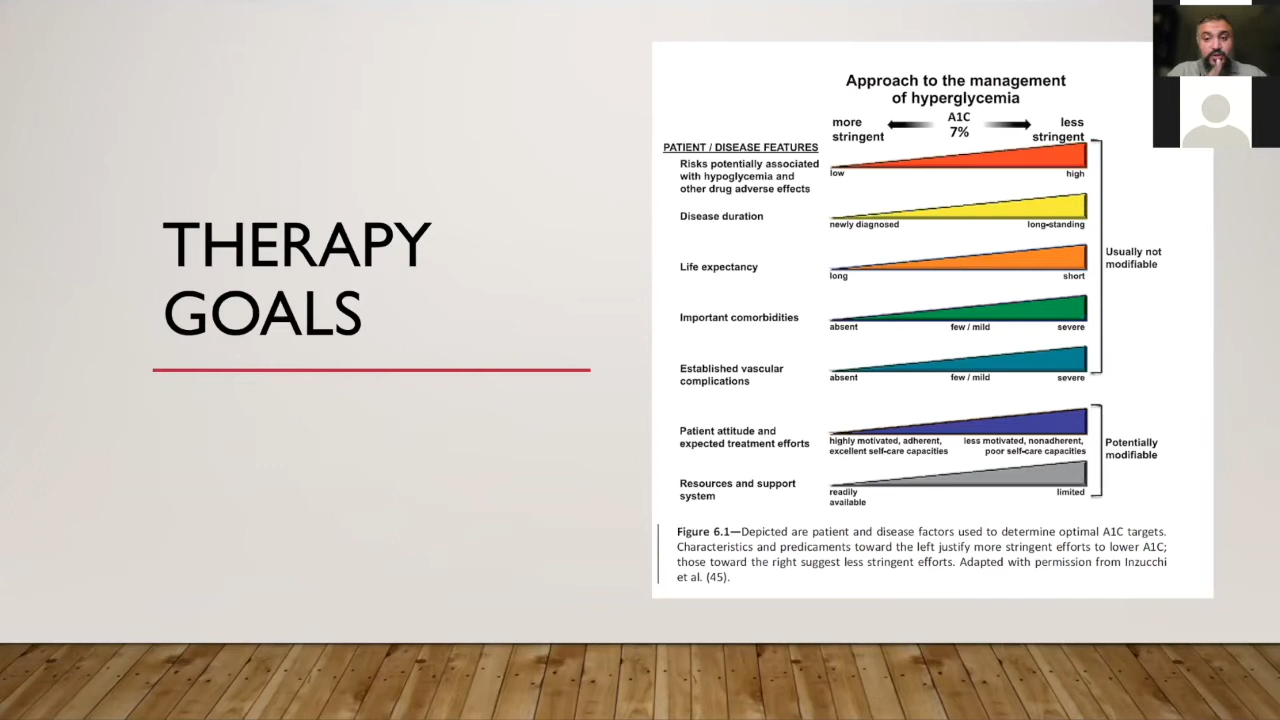 THERAPY
GOALS
Approach to the management
of hyperglycemia
more
stringent
A1C
7%
less
stringent
PATIENT / DISEASE FEATURES
Risks potentially associated
with hypoglycemia and
other drug adverse effects
low
high
Disease duration
newly diagnosed
long-standing
Life expectancy
long
short
Important comorbidities
absent
few / mild
severe
Established vascular
complications
absent
few / mild
severe
Usually not
modifiable
Patient attitude and
expected treatment efforts
highly motivated, adherent,
excellent self-care capacities
less motivated, nonadherent,
poor self-care capacities
Resources and support
system
readily
available
limited
Potentially
modifiable
Figure 6.1—Depicted are patient and disease factors used to determine optimal A1C targets.
Characteristics and predicaments toward the left justify more stringent efforts to lower A1C;
those toward the right suggest less stringent efforts. Adapted with permission from Inzucchi
et al. (45).